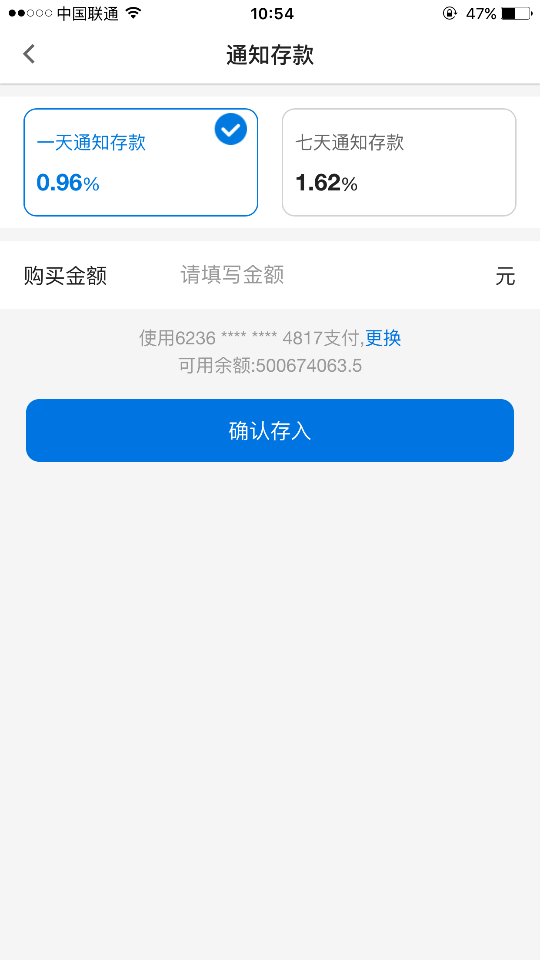 中国联通 10:54 47%
通知存款
一天通知存款 七天通知存款
0.96% 1.62%
购买金额 请填写金额 元
使用6236 **** **** 4817支付,更换
可用余额:500674063.5
确认存入